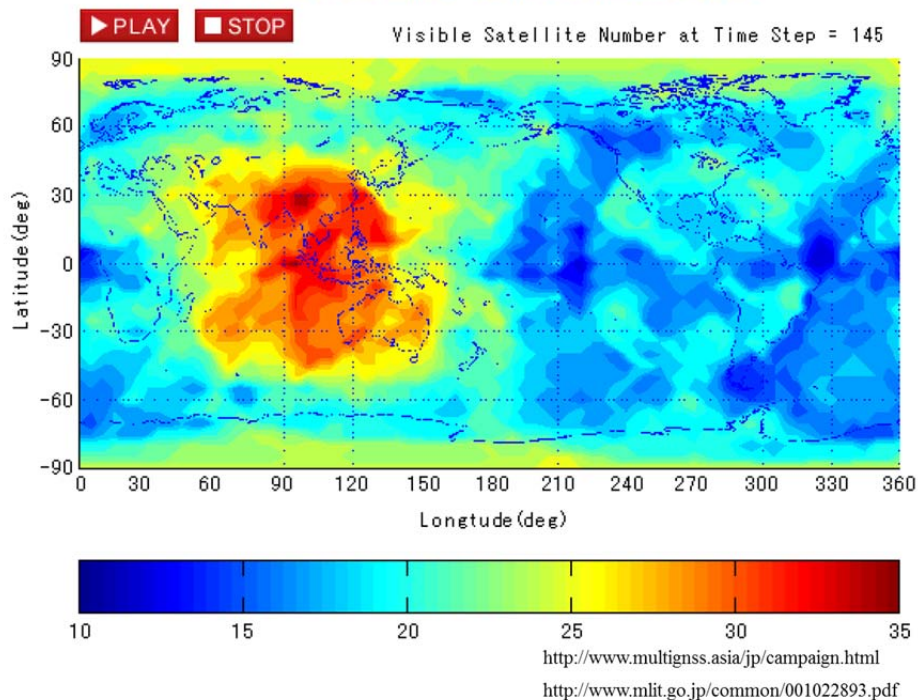 PLAY STOP
Visible Satellite Number at Time Step = 145
90
60
30
0
-30
-60
-90
Latitude(deg)
0 30 60 90 120 150 180 210 240 270 300 330 360
Longtude(deg)
10 15 20 25 30 35
http://www.multignss.asia/jp/campaign.html
http://www.mlit.go.jp/common/001022893.pdf